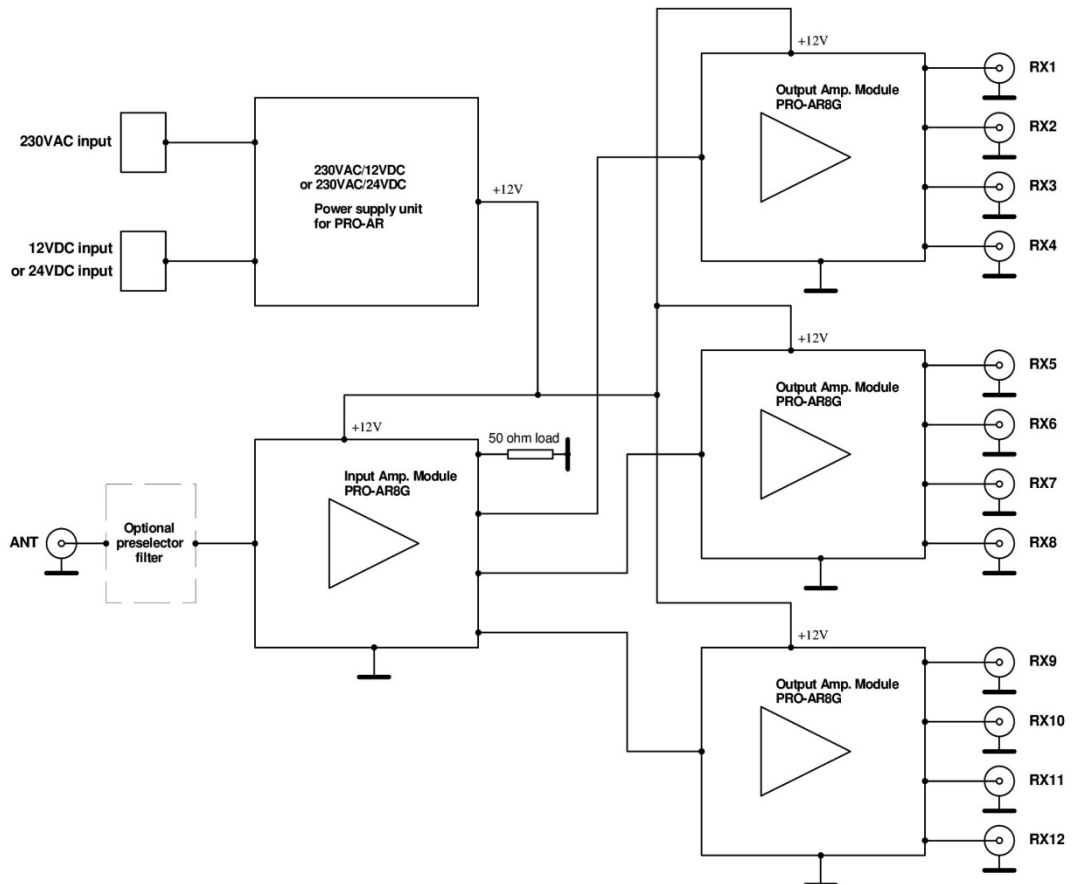 230VAC input
12VDC input
or 24VDC input
230VAC/12VDC
or 230VAC/24VDC
Power supply unit
for PRO-AR
+12V
ANT
Optional
preselector
filter
+12V
Input Amp. Module
PRO-AR8G
50 ohm load
+12V
Output Amp. Module
PRO-AR8G
RX1
RX2
RX3
RX4
+12V
Output Amp. Module
PRO-AR8G
RX5
RX6
RX7
RX8
+12V
Output Amp. Module
PRO-AR8G
RX9
RX10
RX11
RX12